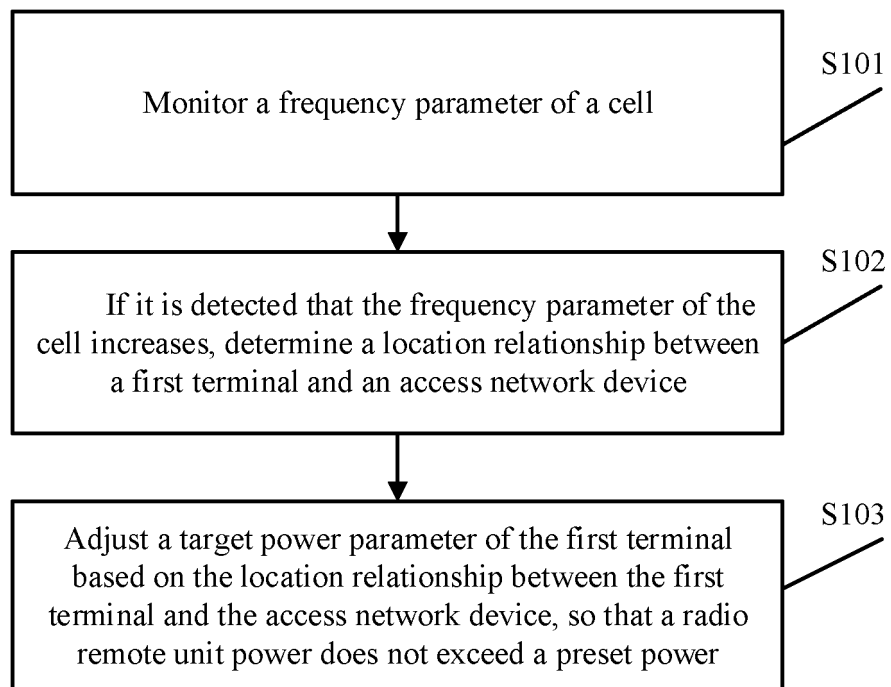 Monitor a frequency parameter of a cell
S101
S102
If it is detected that the frequency parameter of the
cell increases, determine a location relationship between
a first terminal and an access network device
S103
Adjust a target power parameter of the first terminal
based on the location relationship between the first
terminal and the access network device, so that a radio
remote unit power does not exceed a preset power